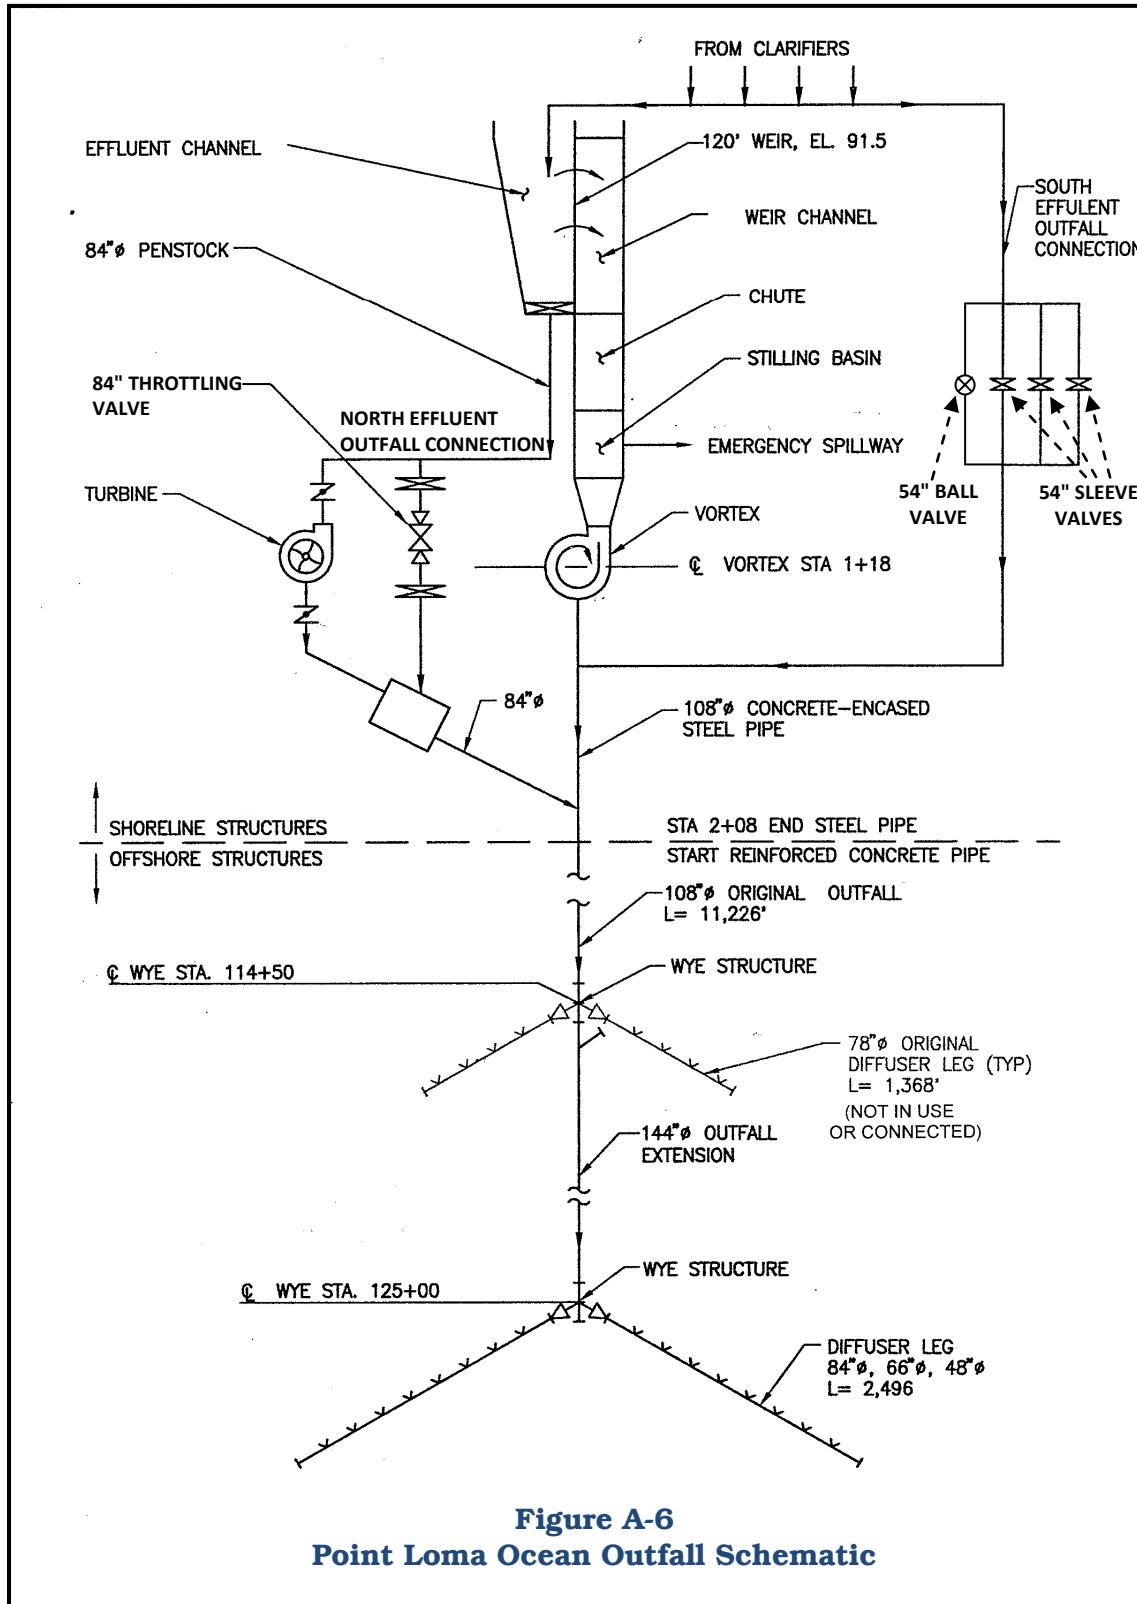 FROM CLARIFIERS
EFFLUENT CHANNEL
120' WEIR, EL. 91.5
SOUTH
EFFULENT
OUTFALL
CONNECTION
WEIR CHANNEL
84"ø PENSTOCK
CHUTE
STILLING BASIN
84" THROTTLING
VALVE
NORTH EFFLUENT
OUTFALL CONNECTION
EMERGENCY SPILLWAY
TURBINE
54" BALL
VALVE
54" SLEEVE
VALVES
VORTEX
℄ VORTEX STA 1+18
84"ø
108"ø CONCRETE-ENCASED
STEEL PIPE
SHORELINE STRUCTURES
STA 2+08 END STEEL PIPE
OFFSHORE STRUCTURES
START REINFORCED CONCRETE PIPE
108"ø ORIGINAL OUTFALL
L= 11,226'
℄ WYE STA. 114+50
WYE STRUCTURE
78"ø ORIGINAL
DIFFUSER LEG (TYP)
L= 1,368'
(NOT IN USE
OR CONNECTED)
144"ø OUTFALL
EXTENSION
WYE STRUCTURE
℄ WYE STA. 125+00
DIFFUSER LEG
84"ø, 66"ø, 48"ø
L= 2,496
Figure A-6
Point Loma Ocean Outfall Schematic